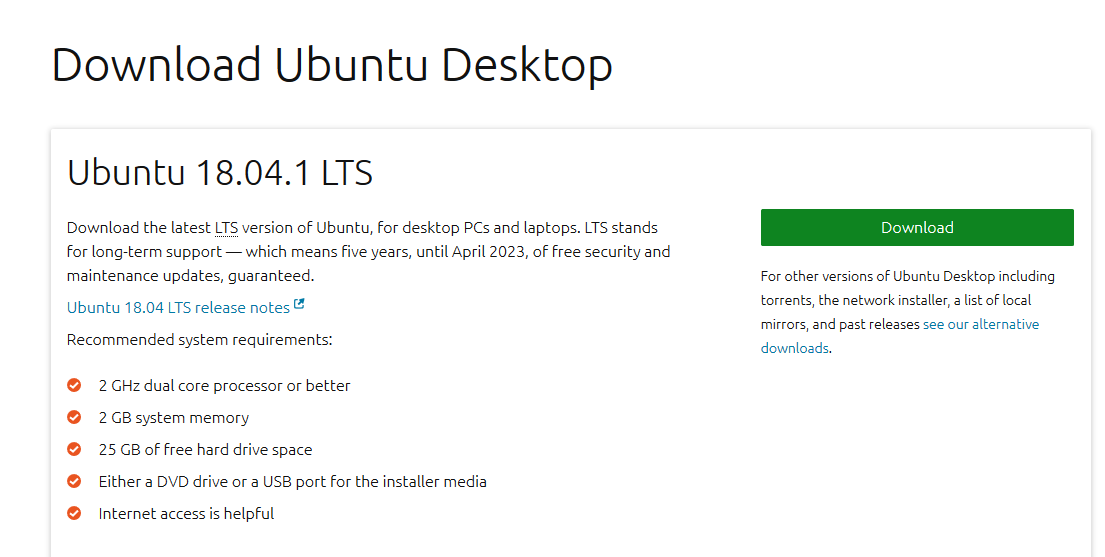 Download Ubuntu Desktop
Ubuntu 18.04.1 LTS
Download the latest LTS version of Ubuntu, for desktop PCs and laptops. LTS stands
for long-term support — which means five years, until April 2023, of free security and
maintenance updates, guaranteed.
Ubuntu 18.04 LTS release notes
Recommended system requirements:
2 GHz dual core processor or better
2 GB system memory
25 GB of free hard drive space
Either a DVD drive or a USB port for the installer media
Internet access is helpful
Download
For other versions of Ubuntu Desktop including
torrents, the network installer, a list of local
mirrors, and past releases see our alternative
downloads.